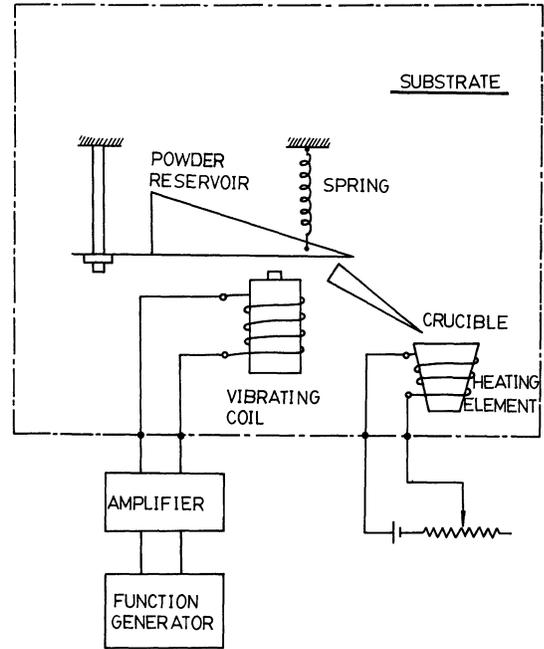 SUBSTRATE
POWDER
RESERVOIR
SPRING
CRUCIBLE
HEATING
ELEMENT
VIBRATING
COIL
AMPLIFIER
FUNCTION
GENERATOR